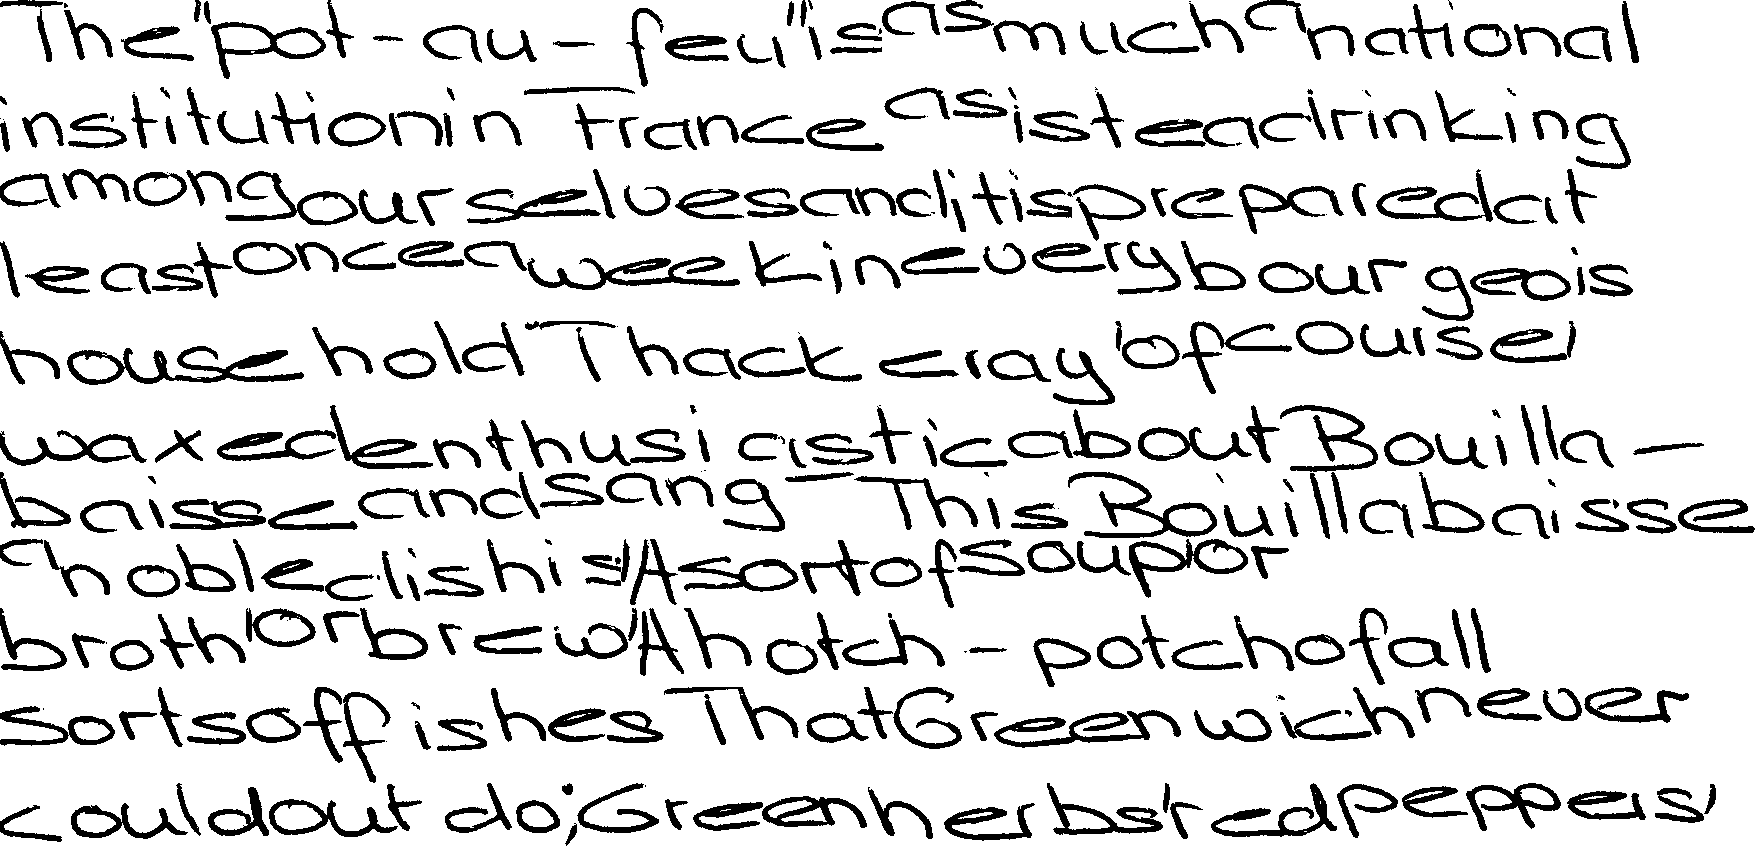 The "pot-au-feu" is as much a national
institution in France as is tea drinking
among ourselves and it is prepared at
least once a week in every bourgeois
household Thackeray, of course,
waxed enthusiastic about Bouilla-
baisse and sang This Bouillabaisse
a noble dish is, A sort of soup, or
broth, or brew, A hotch-potch of all
sorts of fishes That Greenwich never
could outdo; Green herbs, red peppers,